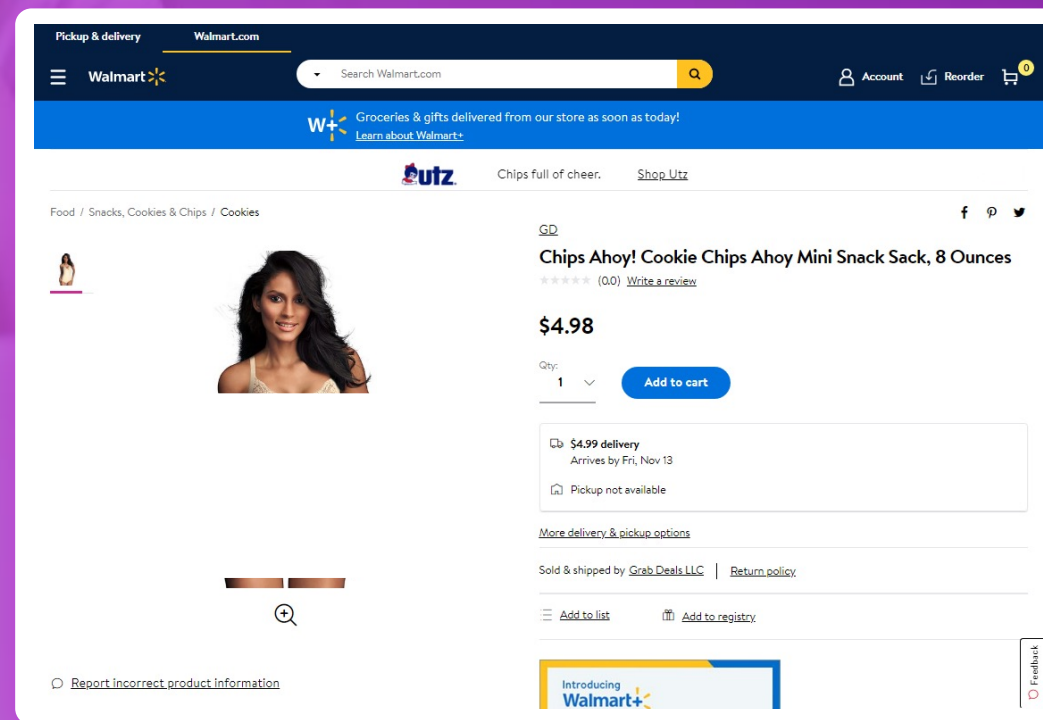 Pickup & delivery
Walmart.com
Walmart
Search Walmart.com
Account
Reorder
0
W+
Groceries & gifts delivered from our store as soon as today!
Learn about Walmart+
utz.
Chips full of cheer.
Shop Utz
Food / Snacks, Cookies & Chips / Cookies
GD
Chips Ahoy! Cookie Chips Ahoy Mini Snack Sack, 8 Ounces
(0.0) Write a review
$4.98
Qty:
1
Add to cart
$4.99 delivery
Arrives by Fri, Nov 13
Pickup not available
More delivery & pickup options
Sold & shipped by Grab Deals LLC | Return policy
Add to list
Add to registry
Report incorrect product information
Introducing
Walmart+
Feedback